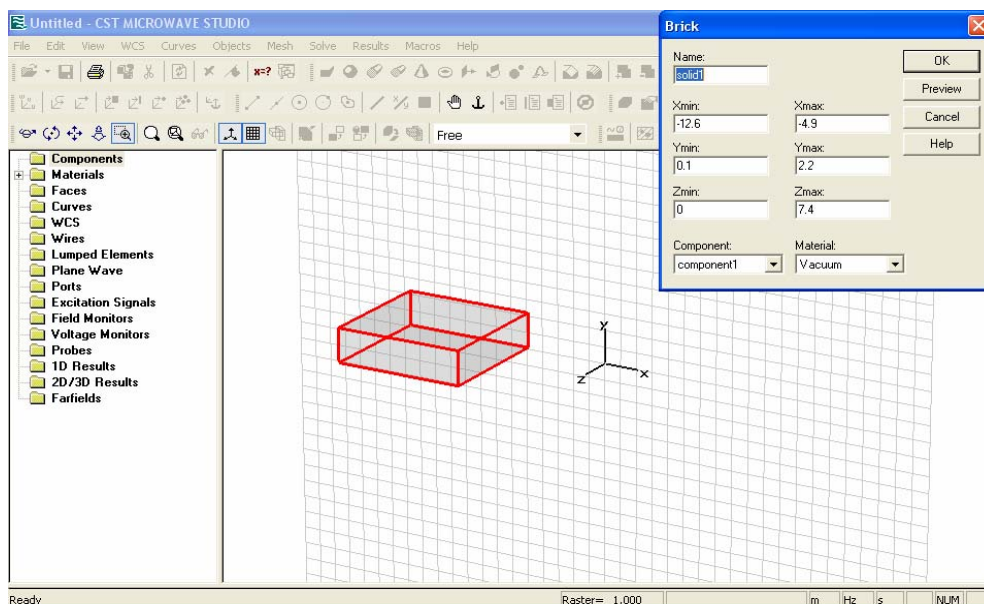 Untitled - CST MICROWAVE STUDIO
File Edit View WCS Curves Objects Mesh Solve Results Macros Help
x=?
Free
Components
Materials
Faces
Curves
WCS
Wires
Lumped Elements
Plane Wave
Ports
Excitation Signals
Field Monitors
Voltage Monitors
Probes
1D Results
2D/3D Results
Farfields
y
x
z
Brick
Name:
solid1
Xmin: Xmax:
-12.6 -4.9
Ymin: Ymax:
0.1 2.2
Zmin: Zmax:
0 7.4
Component: Material:
component1 Vacuum
OK
Preview
Cancel
Help
Ready Raster= 1.000 m Hz s NUM